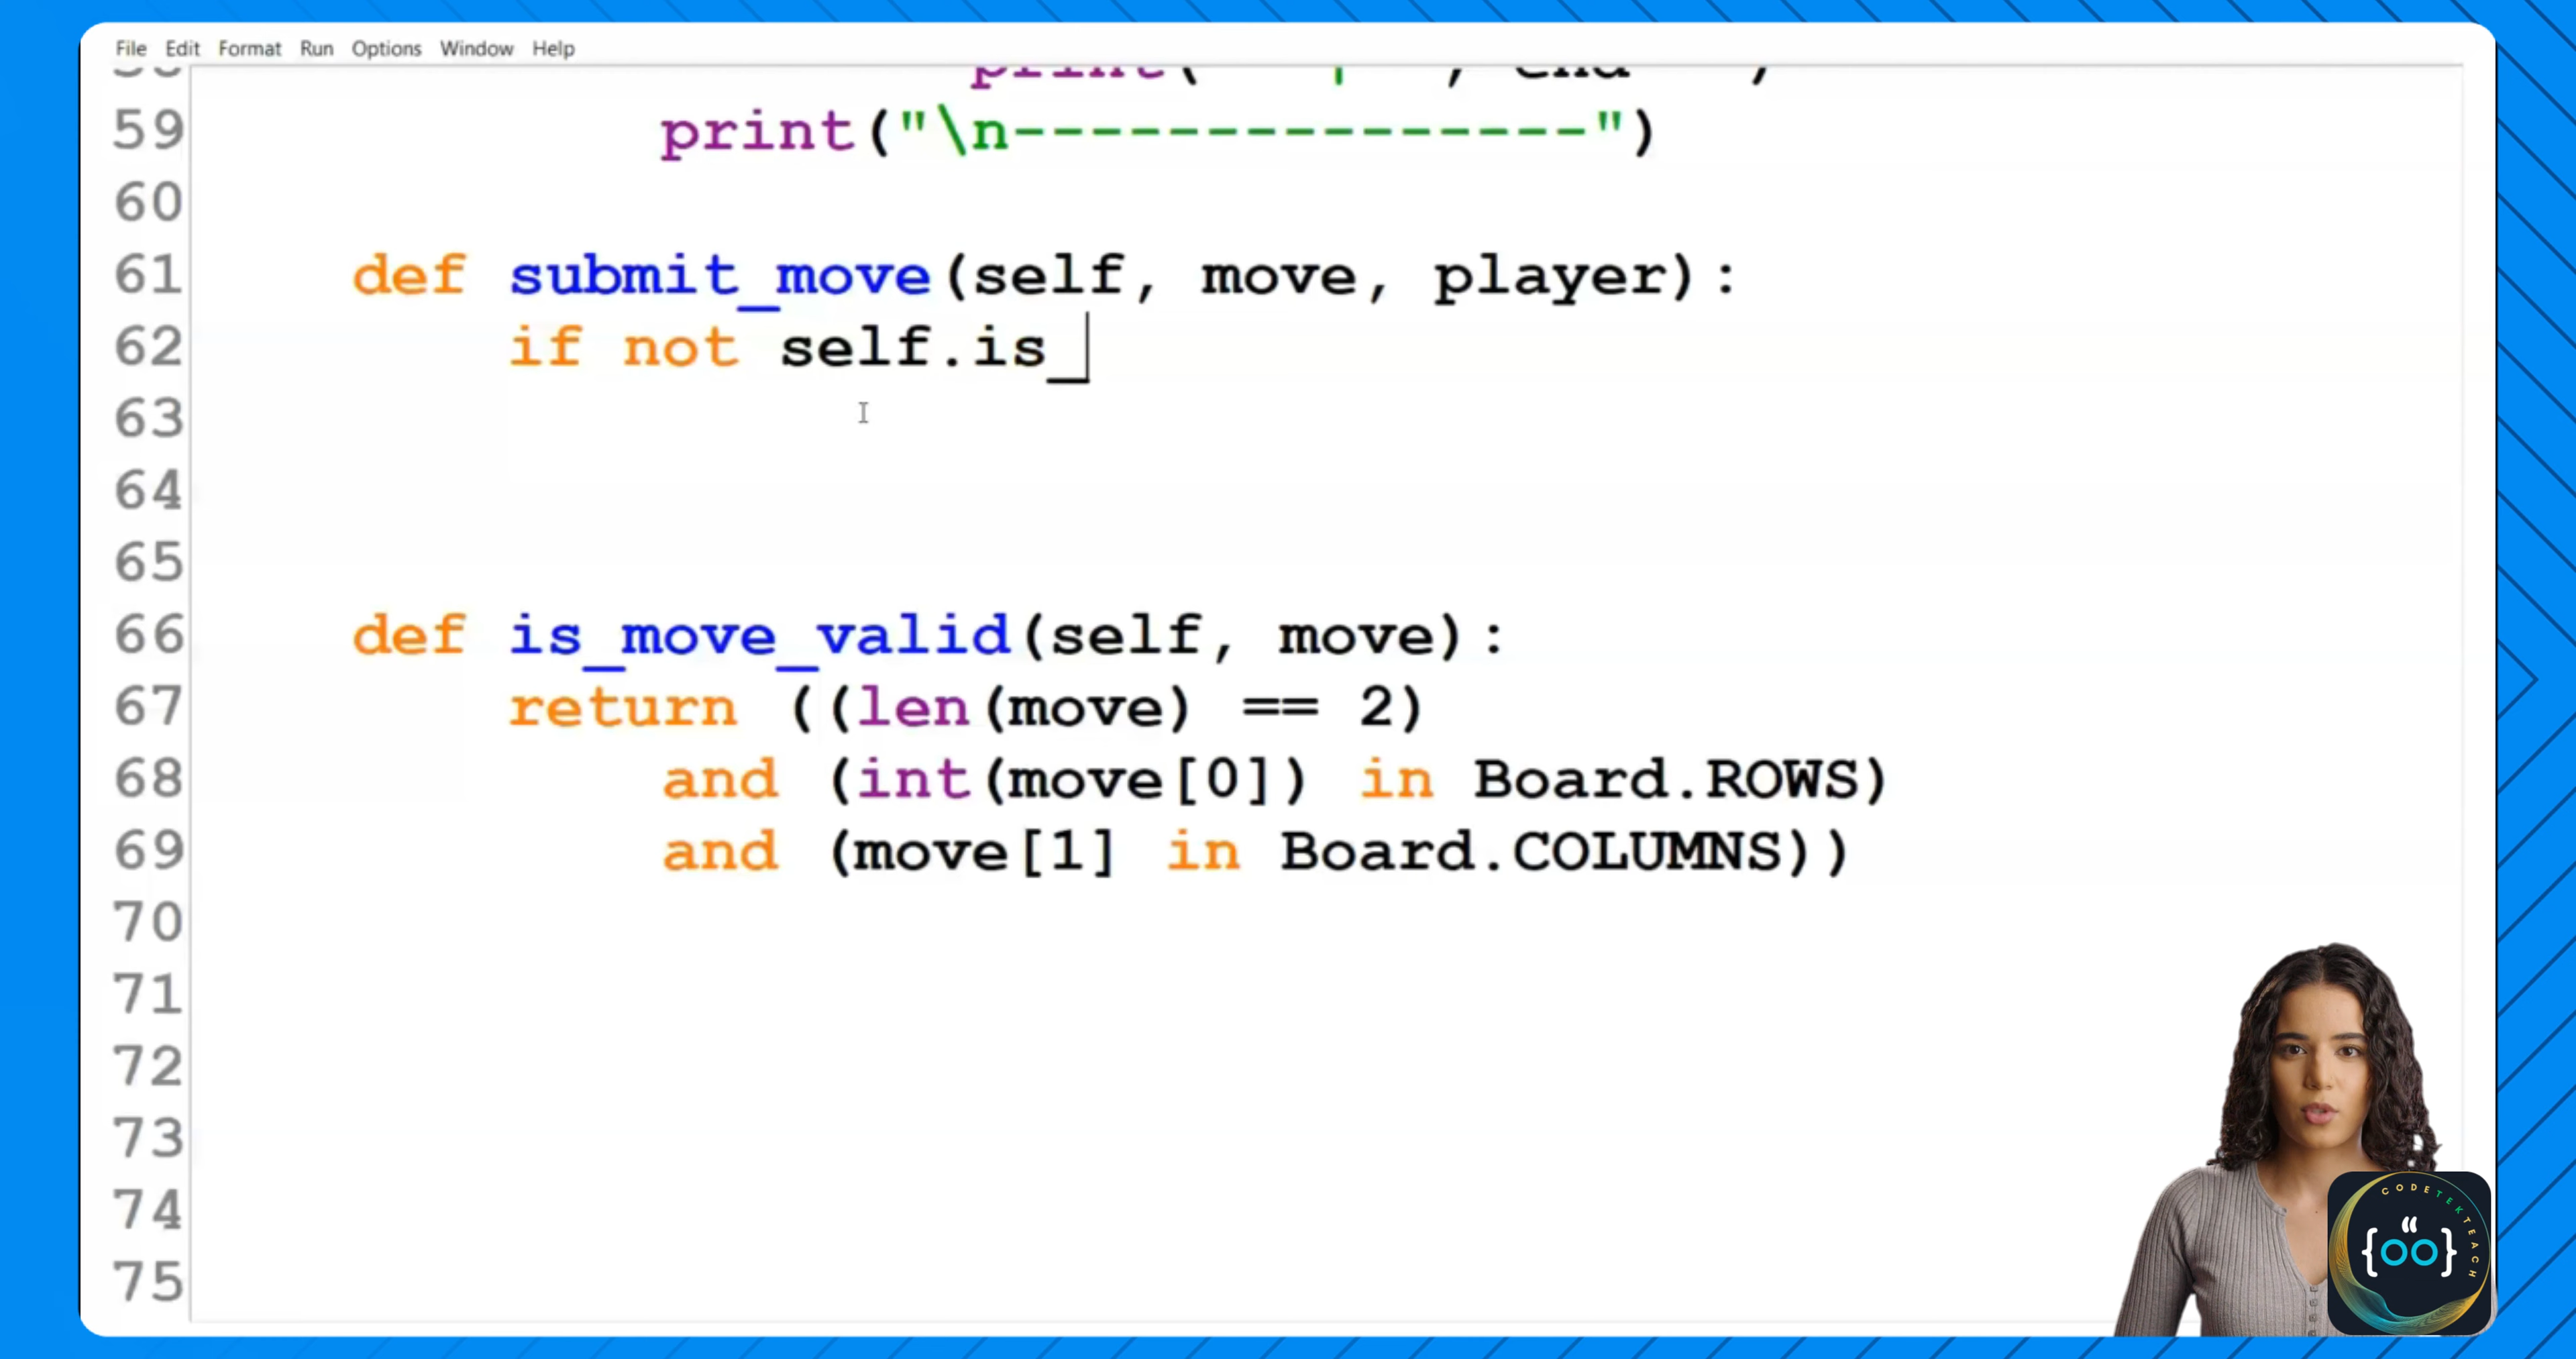 File Edit Format Run Options Window Help
59 print("\n---------------")
60
61 def submit_move(self, move, player):
62 if not self.is_
63
64
65
66 def is_move_valid(self, move):
67 return ((len(move) == 2)
68 and (int(move[0]) in Board.ROWS)
69 and (move[1] in Board.COLUMNS))
70
71
72
73
74
75
CODETEKTEACH
{oo}